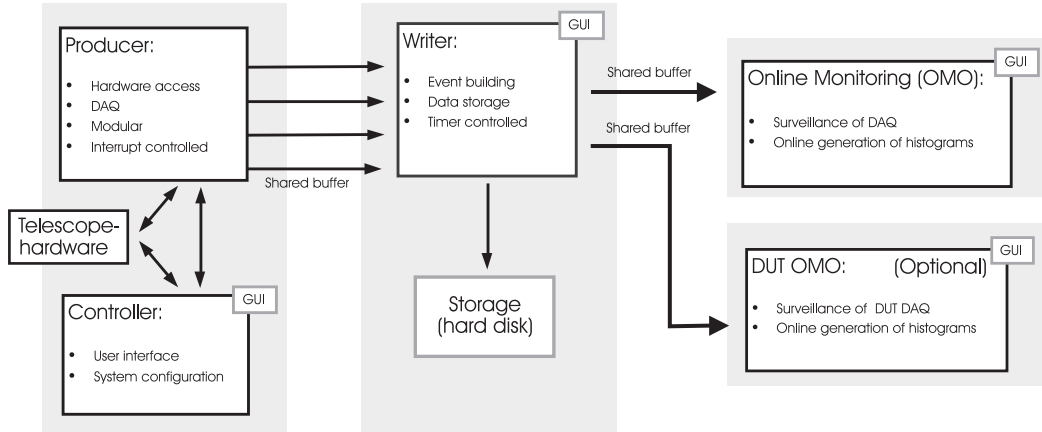 Producer:
• Hardware access
• DAQ
• Modular
• Interrupt controlled
Shared buffer
Telescope-
hardware
GUI
Controller:
• User interface
• System configuration
GUI
Writer:
• Event building
• Data storage
• Timer controlled
Storage
(hard disk)
Shared buffer
Shared buffer
GUI
Online Monitoring (OMO):
• Surveillance of DAQ
• Online generation of histograms
GUI
DUT OMO: (Optional)
• Surveillance of DUT DAQ
• Online generation of histograms